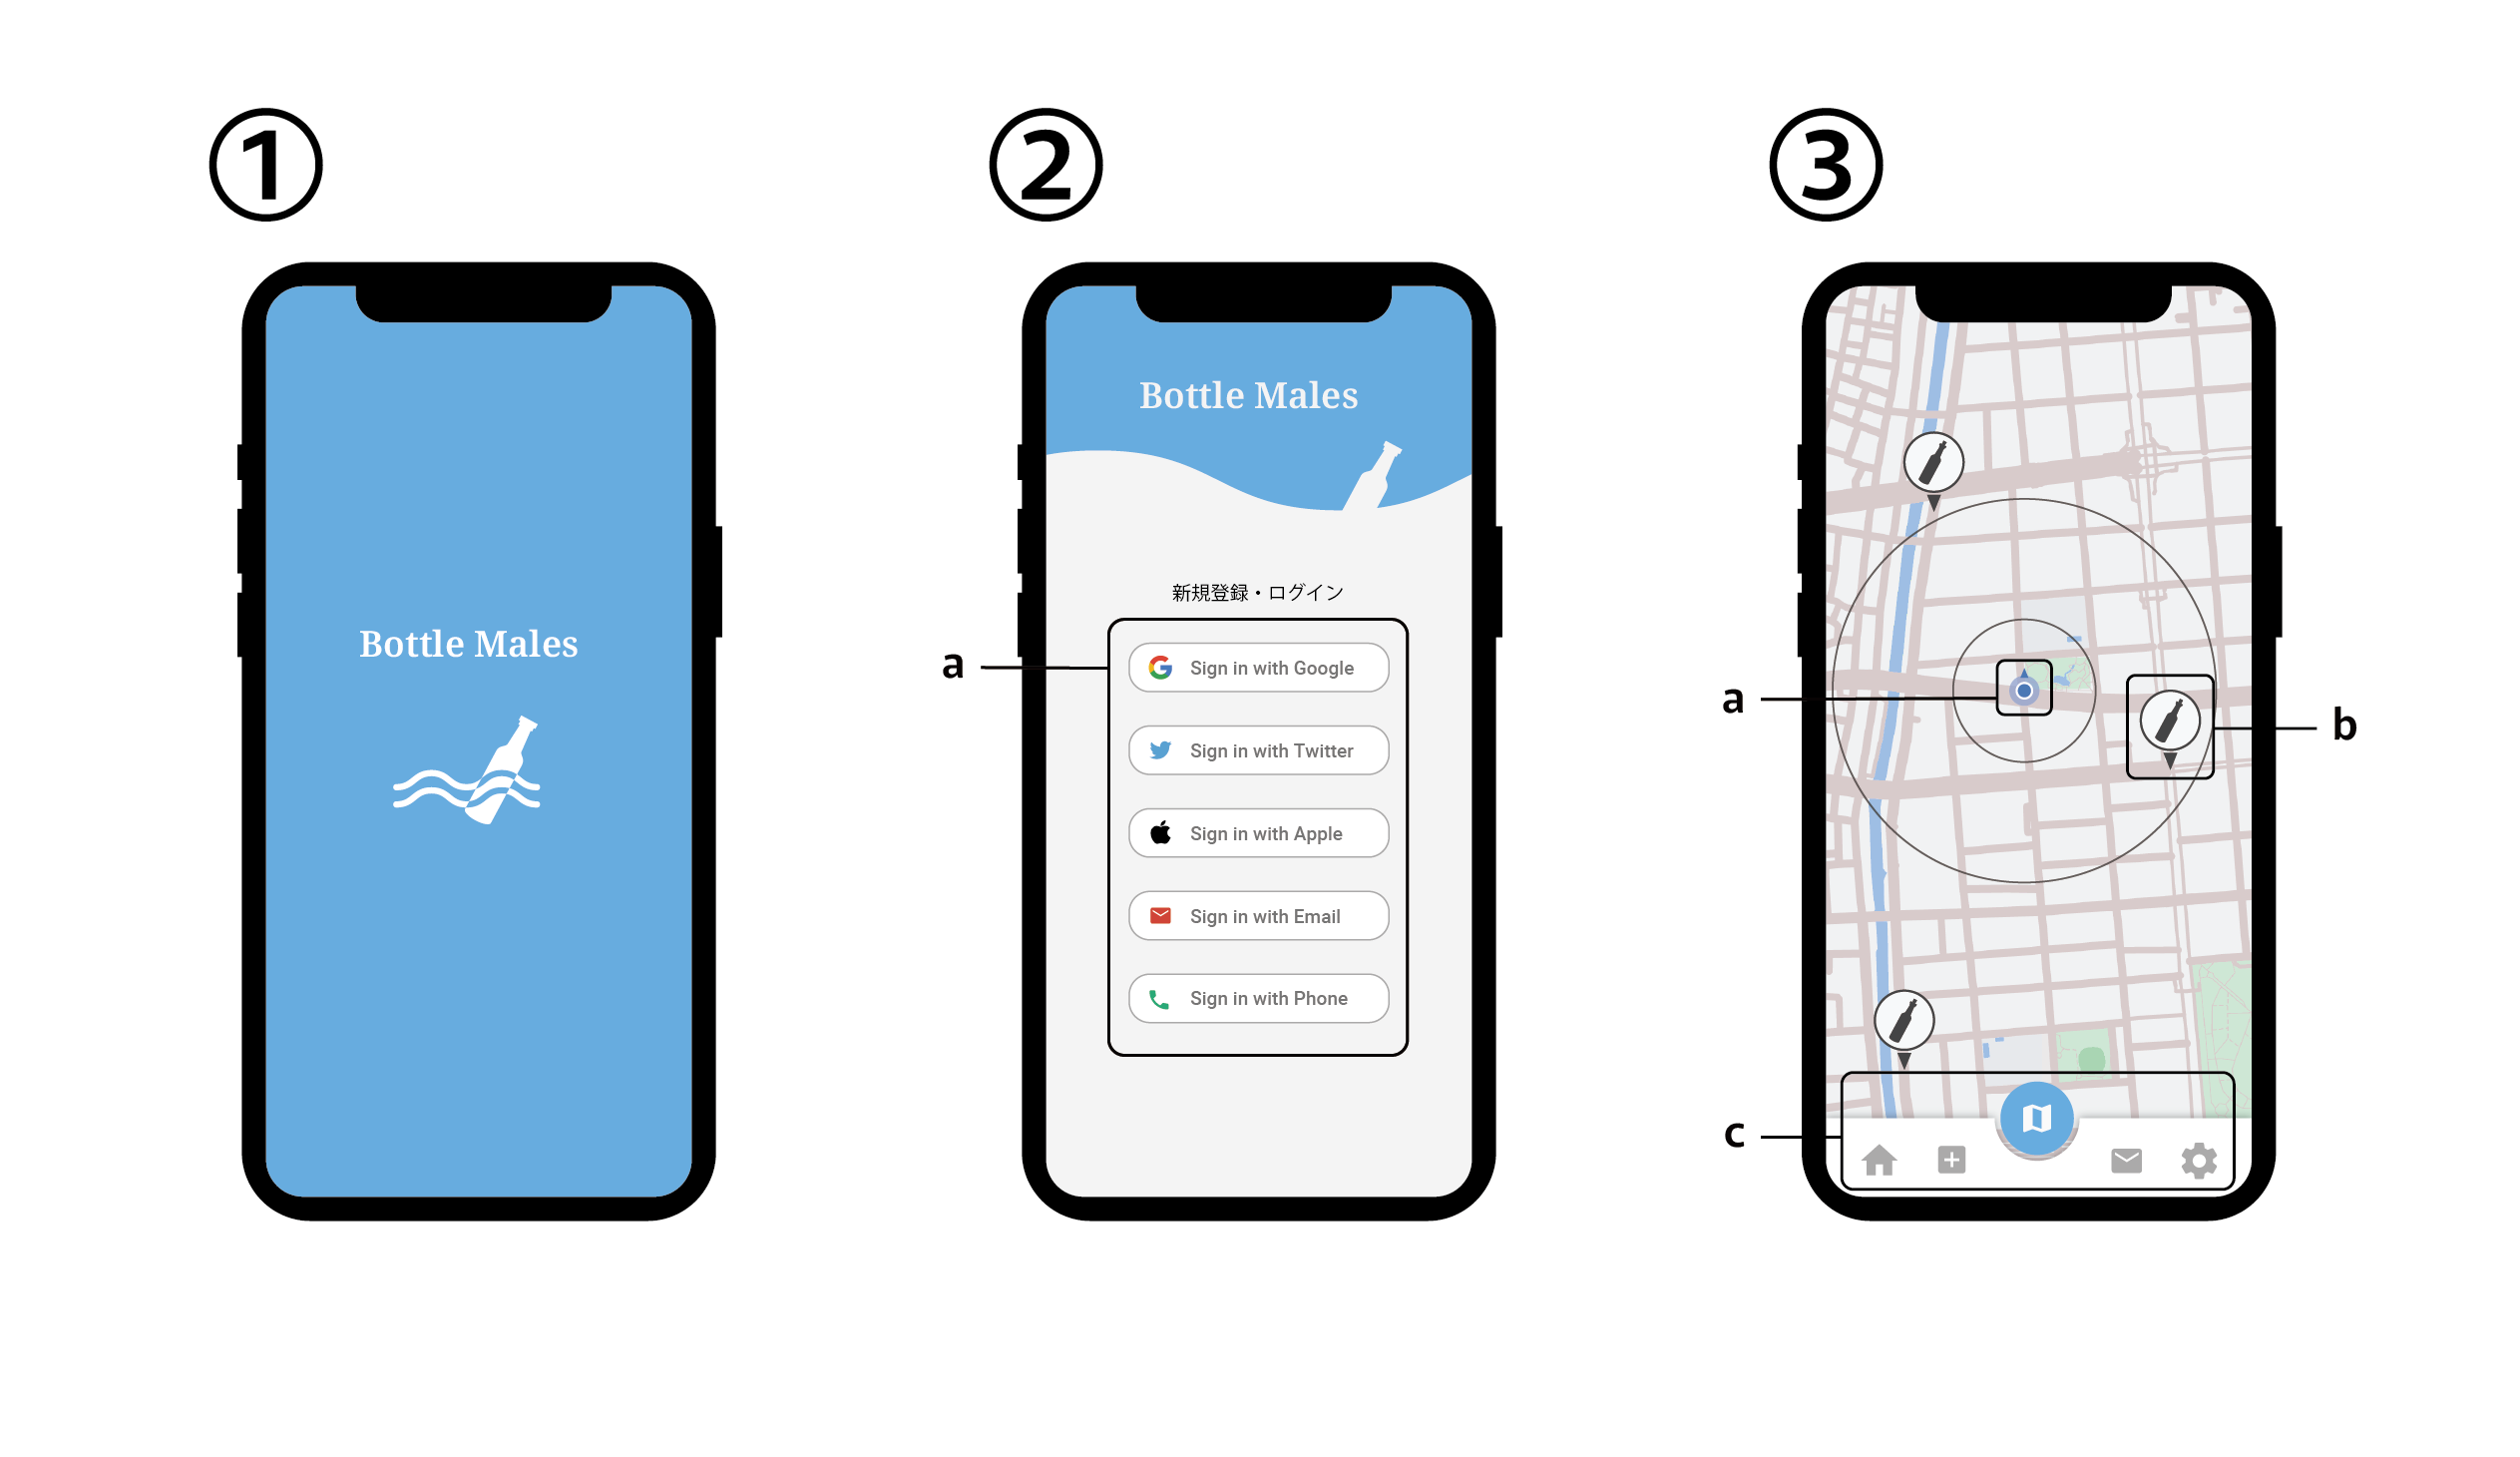 ①
②
③
Bottle Males
Bottle Males
新規登録・ログイン
a
Sign in with Google
Sign in with Twitter
Sign in with Apple
Sign in with Email
Sign in with Phone
a
b
c